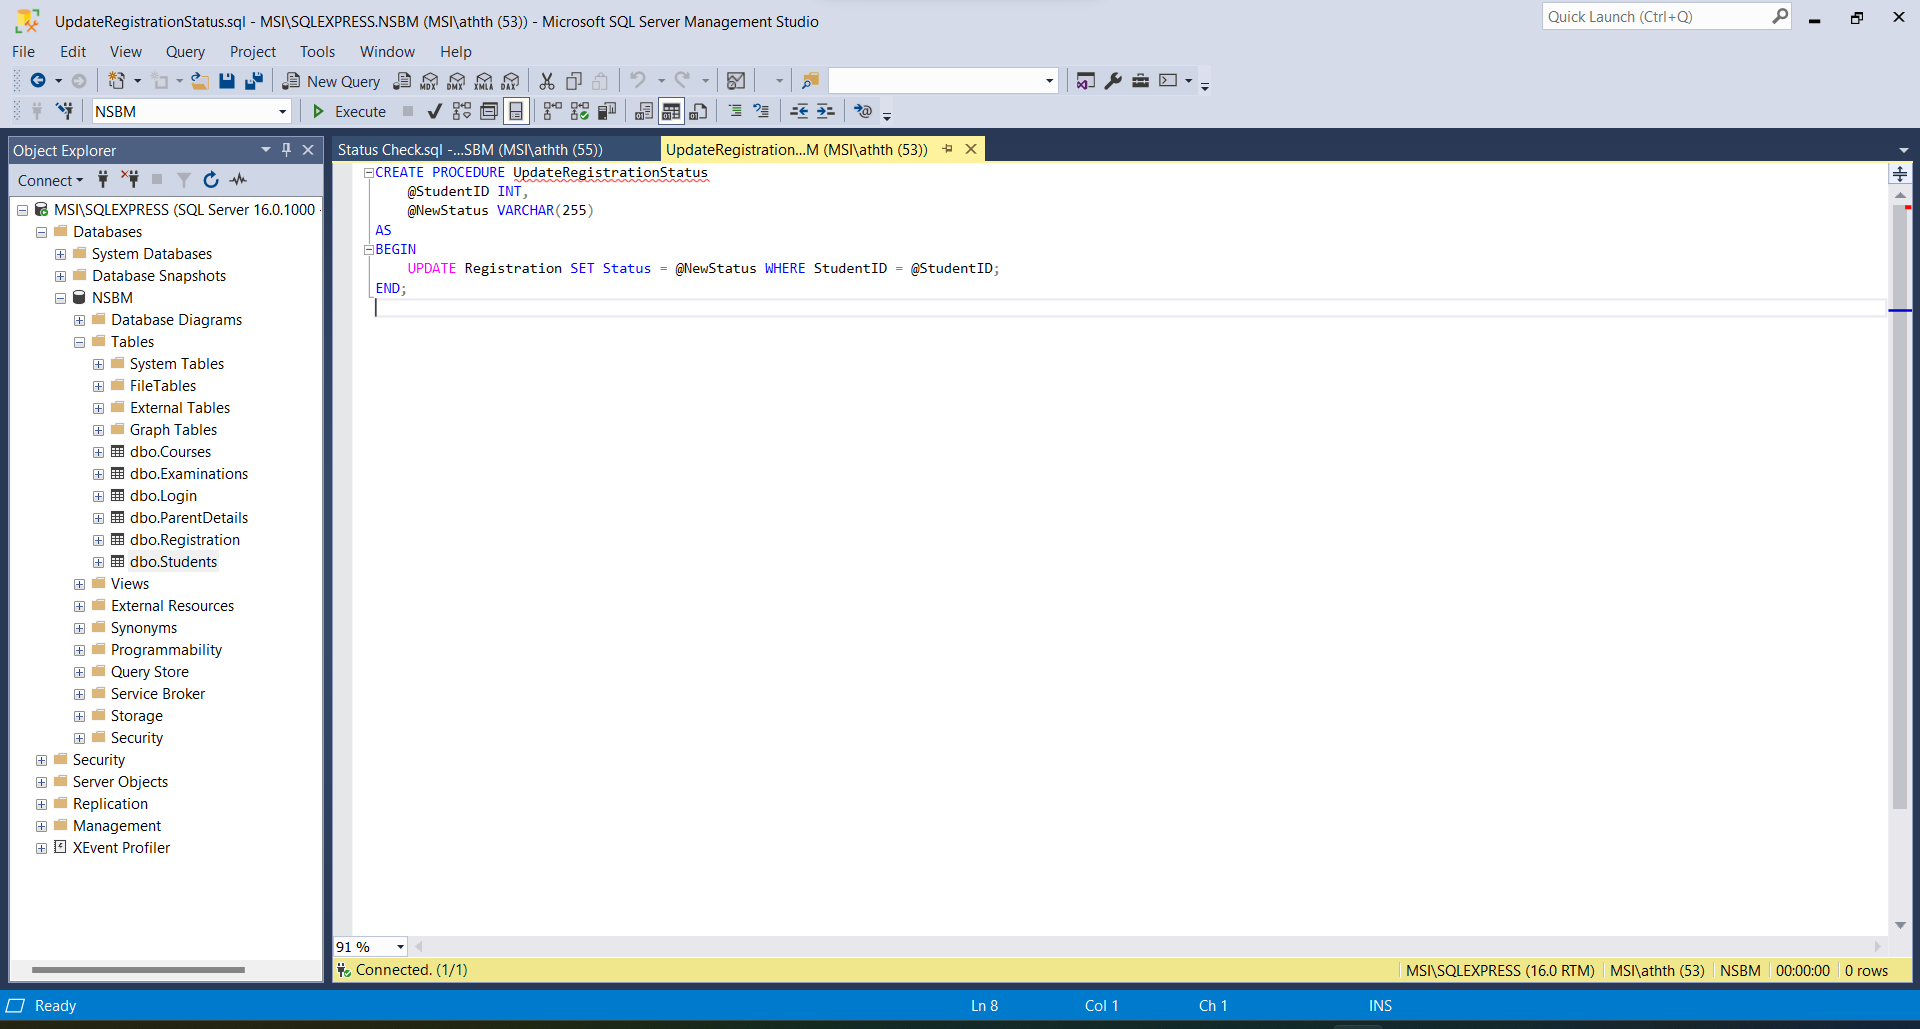 UpdateRegistrationStatus.sql - MSI\SQLEXPRESS.NSBM (MSI\athth (53)) - Microsoft SQL Server Management Studio
Quick Launch (Ctrl+Q)
File Edit View Query Project Tools Window Help
New Query MDX DMX XMLA DAX
NSBM Execute
Object Explorer
Status Check.sql -...SBM (MSI\athth (55))
UpdateRegistration...M (MSI\athth (53))
Connect
MSI\SQLEXPRESS (SQL Server 16.0.1000 -
Databases
System Databases
Database Snapshots
NSBM
Database Diagrams
Tables
System Tables
FileTables
External Tables
Graph Tables
dbo.Courses
dbo.Examinations
dbo.Login
dbo.ParentDetails
dbo.Registration
dbo.Students
Views
External Resources
Synonyms
Programmability
Query Store
Service Broker
Storage
Security
Security
Server Objects
Replication
Management
XEvent Profiler
CREATE PROCEDURE UpdateRegistrationStatus
@StudentID INT,
@NewStatus VARCHAR(255)
AS
BEGIN
UPDATE Registration SET Status = @NewStatus WHERE StudentID = @StudentID;
END;
91 %
Connected. (1/1)
MSI\SQLEXPRESS (16.0 RTM) MSI\athth (53) NSBM 00:00:00 0 rows
Ready Ln 8 Col 1 Ch 1 INS